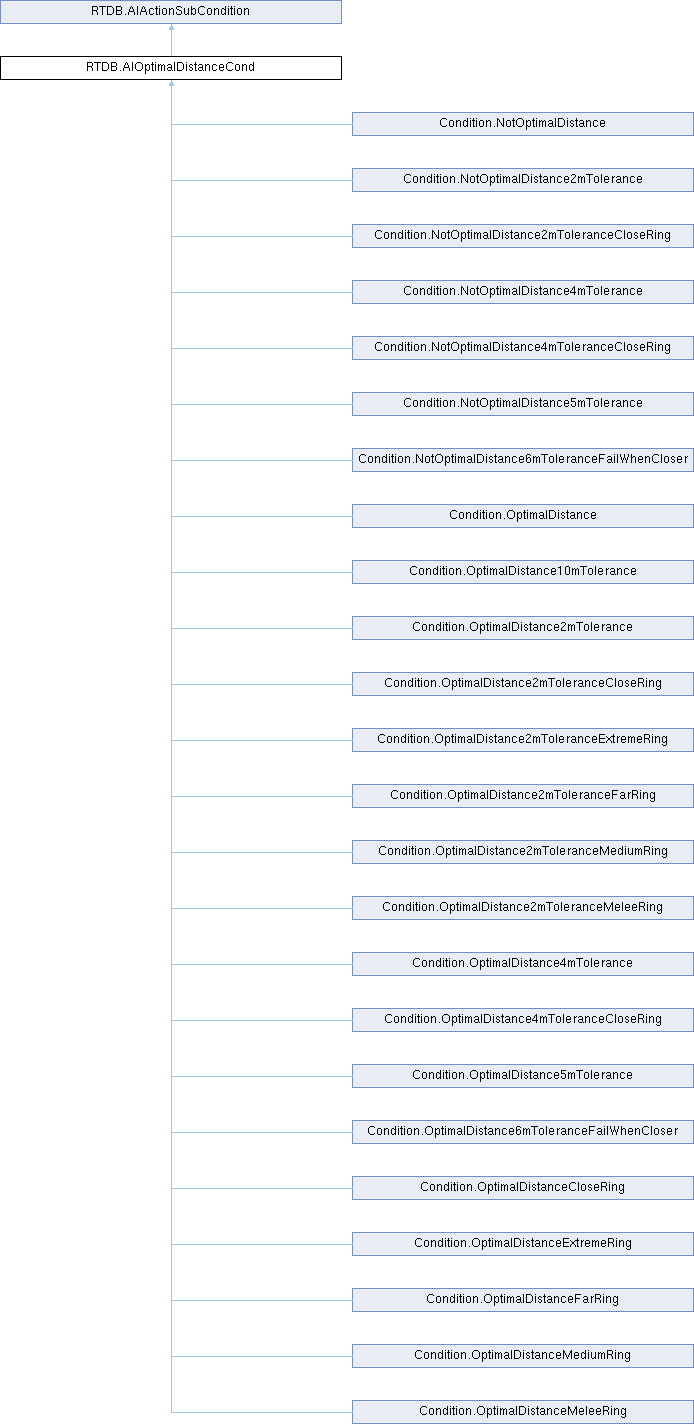 RTDB.AIActionSubCondition
RTDB.AIOptimalDistanceCond
Condition.NotOptimalDistance
Condition.NotOptimalDistance2mTolerance
Condition.NotOptimalDistance2mToleranceCloseRing
Condition.NotOptimalDistance4mTolerance
Condition.NotOptimalDistance4mToleranceCloseRing
Condition.NotOptimalDistance5mTolerance
Condition.NotOptimalDistance6mToleranceFailWhenCloser
Condition.OptimalDistance
Condition.OptimalDistance10mTolerance
Condition.OptimalDistance2mTolerance
Condition.OptimalDistance2mToleranceCloseRing
Condition.OptimalDistance2mToleranceExtremeRing
Condition.OptimalDistance2mToleranceFarRing
Condition.OptimalDistance2mToleranceMediumRing
Condition.OptimalDistance2mToleranceMeleeRing
Condition.OptimalDistance4mTolerance
Condition.OptimalDistance4mToleranceCloseRing
Condition.OptimalDistance5mTolerance
Condition.OptimalDistance6mToleranceFailWhenCloser
Condition.OptimalDistanceCloseRing
Condition.OptimalDistanceExtremeRing
Condition.OptimalDistanceFarRing
Condition.OptimalDistanceMediumRing
Condition.OptimalDistanceMeleeRing